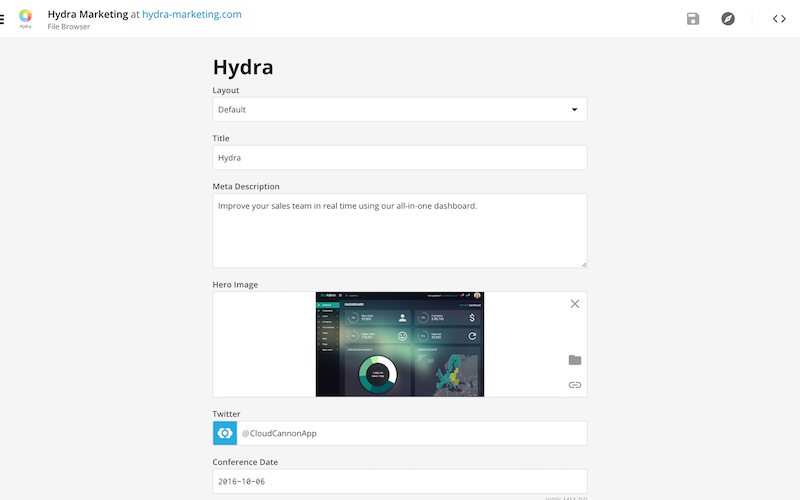 Hydra Marketing at hydra-marketing.com
Hydra
File Browser
Hydra
Layout
Default
Title
Hydra
Meta Description
Improve your sales team in real time using our all-in-one dashboard.
Hero Image
DASHBOARD
Twitter
@CloudCannonApp
Conference Date
2016-10-06